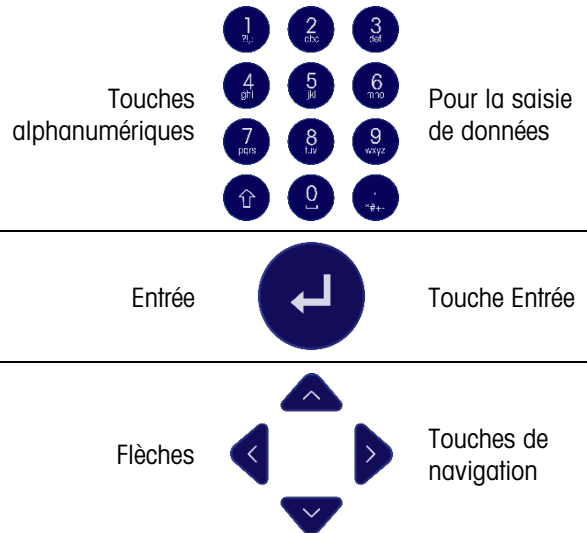 1 2 3
?!,: abc def
Touches
alphanumériques
4 5 6
ghi jkl mno
Pour la saisie
de données
7 8 9
pqrs tuv wxyz
0 .
*#+-
Entrée
Touche Entrée
Flèches
Touches de
navigation